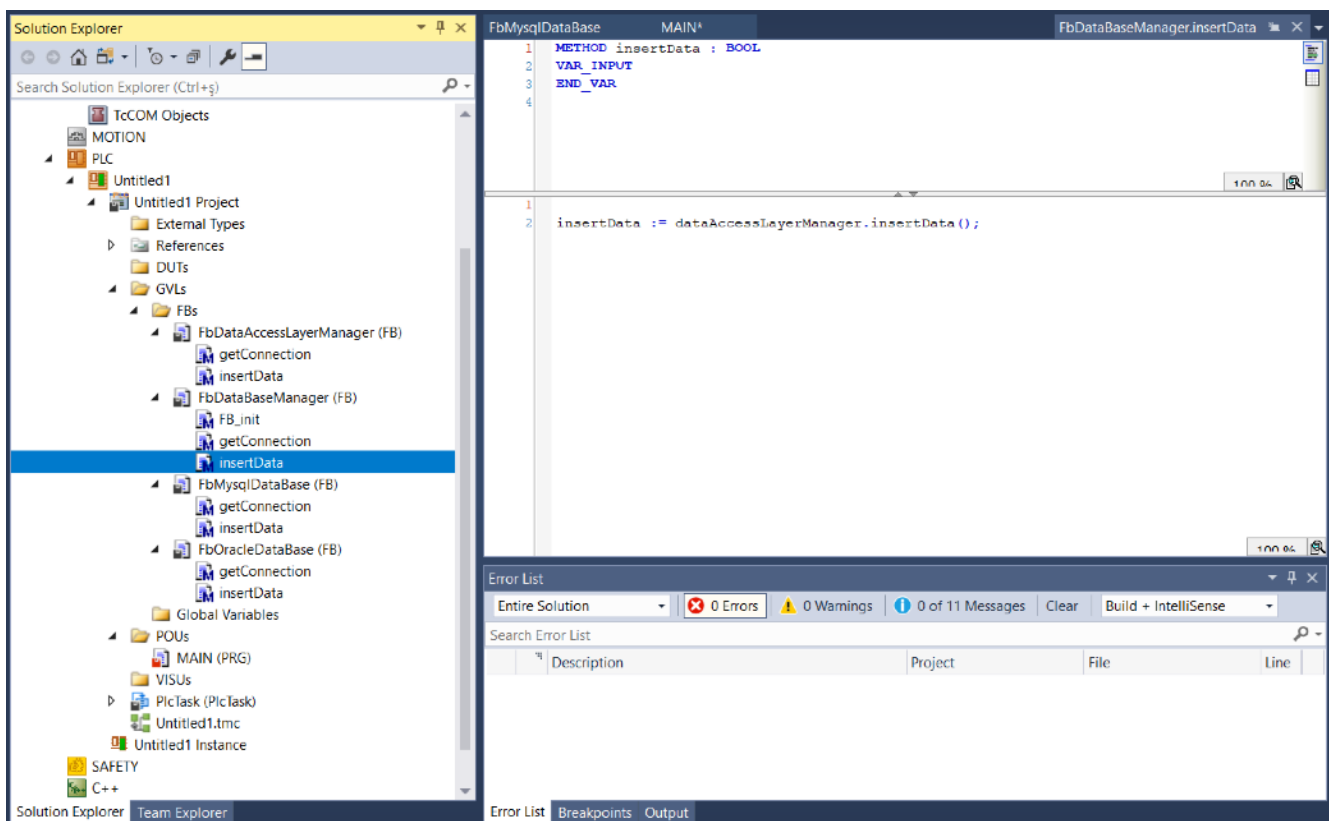 Solution Explorer
Search Solution Explorer (Ctrl+ş)
TcCOM Objects
MOTION
PLC
Untitled1
Untitled1 Project
External Types
References
DUTs
GVLs
FBs
FbDataAccessLayerManager (FB)
getConnection
insertData
FbDataBaseManager (FB)
FB_init
getConnection
insertData
FbMysqlDataBase (FB)
getConnection
insertData
FbOracleDataBase (FB)
getConnection
insertData
Global Variables
POUs
MAIN (PRG)
VISUs
PlcTask (PlcTask)
Untitled1.tmc
Untitled1 Instance
SAFETY
C++
Solution Explorer Team Explorer
FbMysqlDataBase MAIN* FbDataBaseManager.insertData
1 METHOD insertData : BOOL
2 VAR_INPUT
3 END_VAR
4
100 %
1
2 insertData := dataAccessLayerManager.insertData();
100 %
Error List
Entire Solution 0 Errors 0 Warnings 0 of 11 Messages Clear Build + IntelliSense
Search Error List
Description Project File Line
Error List Breakpoints Output